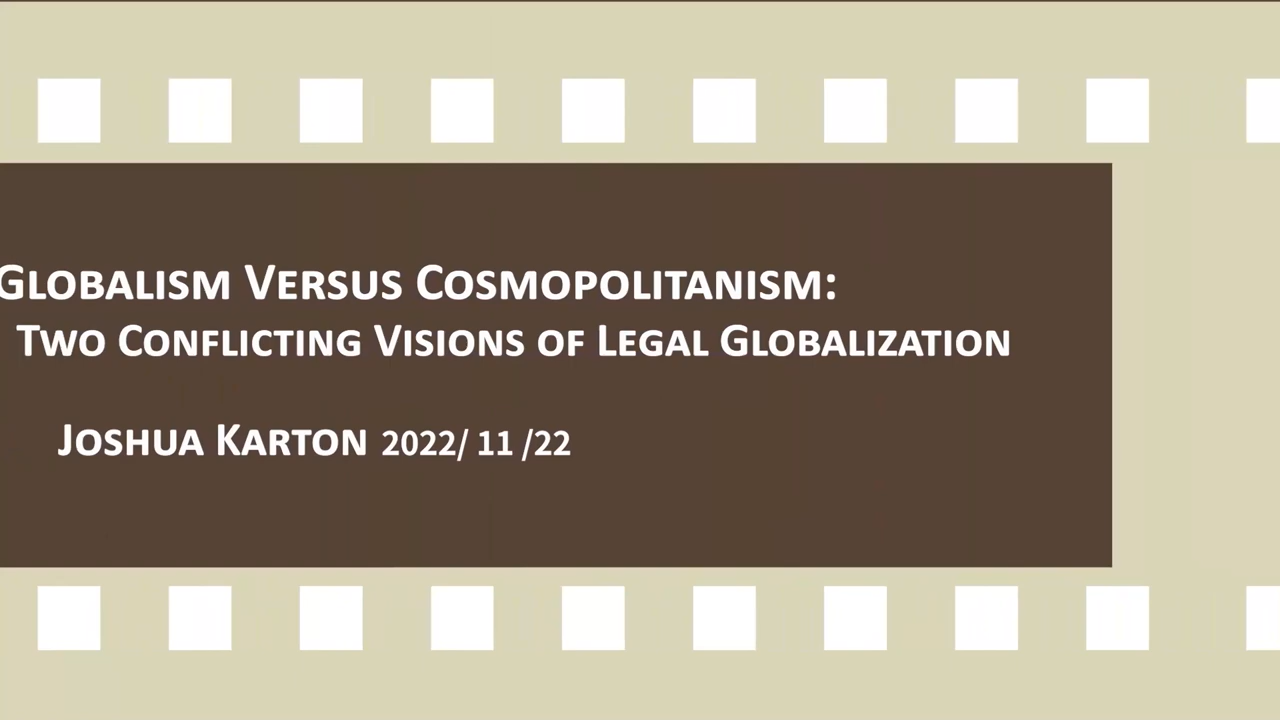 Globalism Versus Cosmopolitanism:
Two Conflicting Visions of Legal Globalization
Joshua Karton 2022/ 11 /22